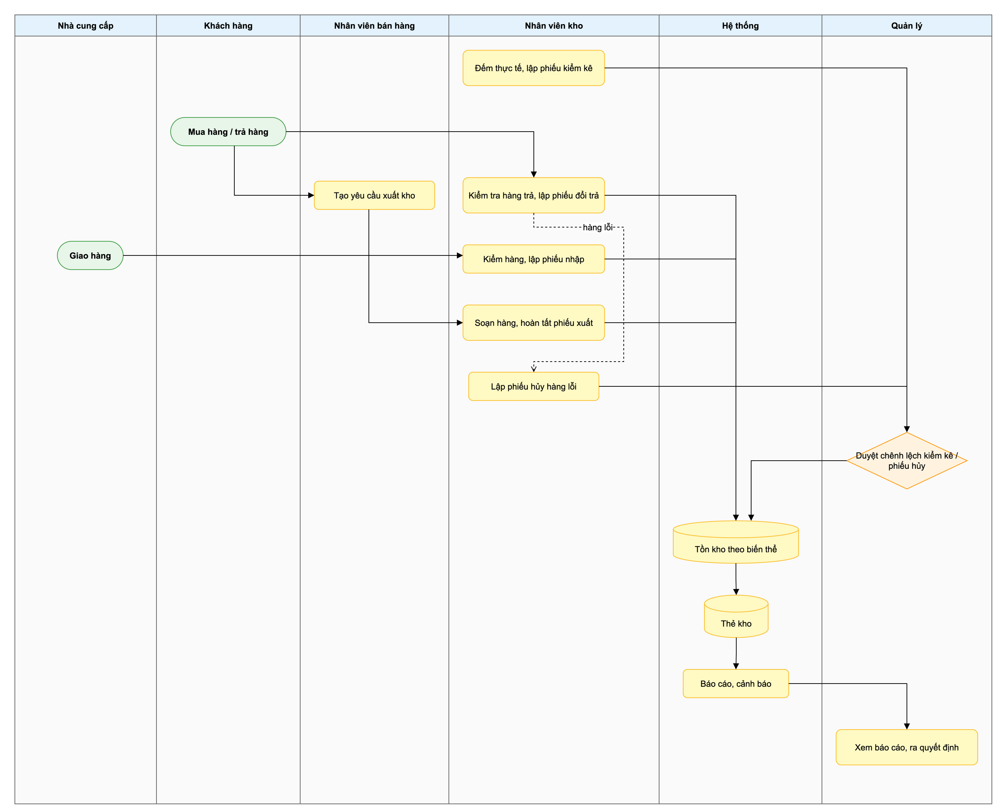 Nhà cung cấp
Khách hàng
Nhân viên bán hàng
Nhân viên kho
Hệ thống
Quản lý
Đếm thực tế, lập phiếu kiểm kê
Mua hàng / trả hàng
Tạo yêu cầu xuất kho
Kiểm tra hàng trả, lập phiếu đổi trả
hàng lỗi
Giao hàng
Kiểm hàng, lập phiếu nhập
Soạn hàng, hoàn tất phiếu xuất
Lập phiếu hủy hàng lỗi
Duyệt chênh lệch kiểm kê /
phiếu hủy
Tồn kho theo biến thể
Thẻ kho
Báo cáo, cảnh báo
Xem báo cáo, ra quyết định